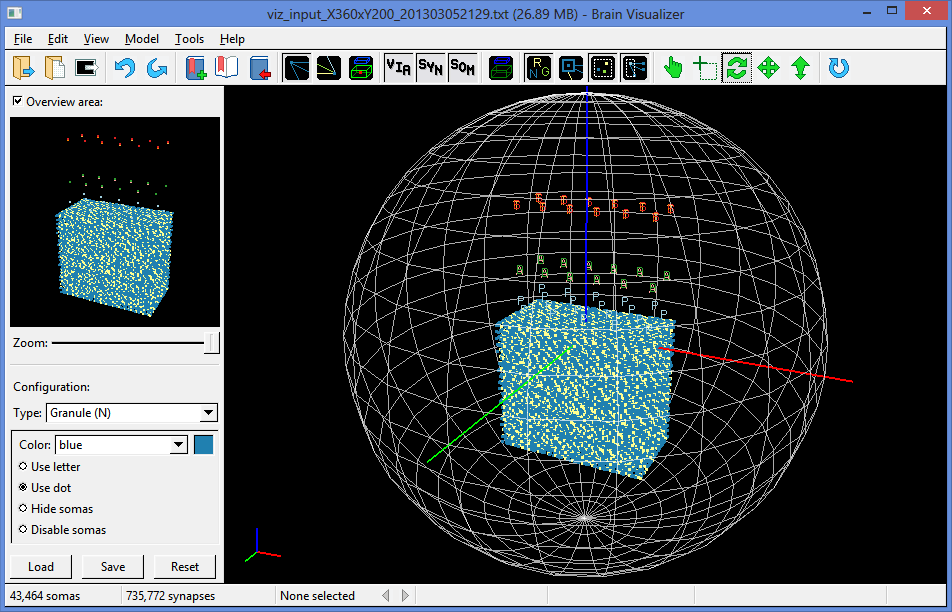 viz_input_X360xY200_201303052129.txt (26.89 MB) - Brain Visualizer
File Edit View Model Tools Help
VIA SYN SOM RNG
Overview area:
Zoom:
Configuration:
Type: Granule (N)
Color: blue
Use letter
Use dot
Hide somas
Disable somas
Load Save Reset
43,464 somas 735,772 synapses None selected